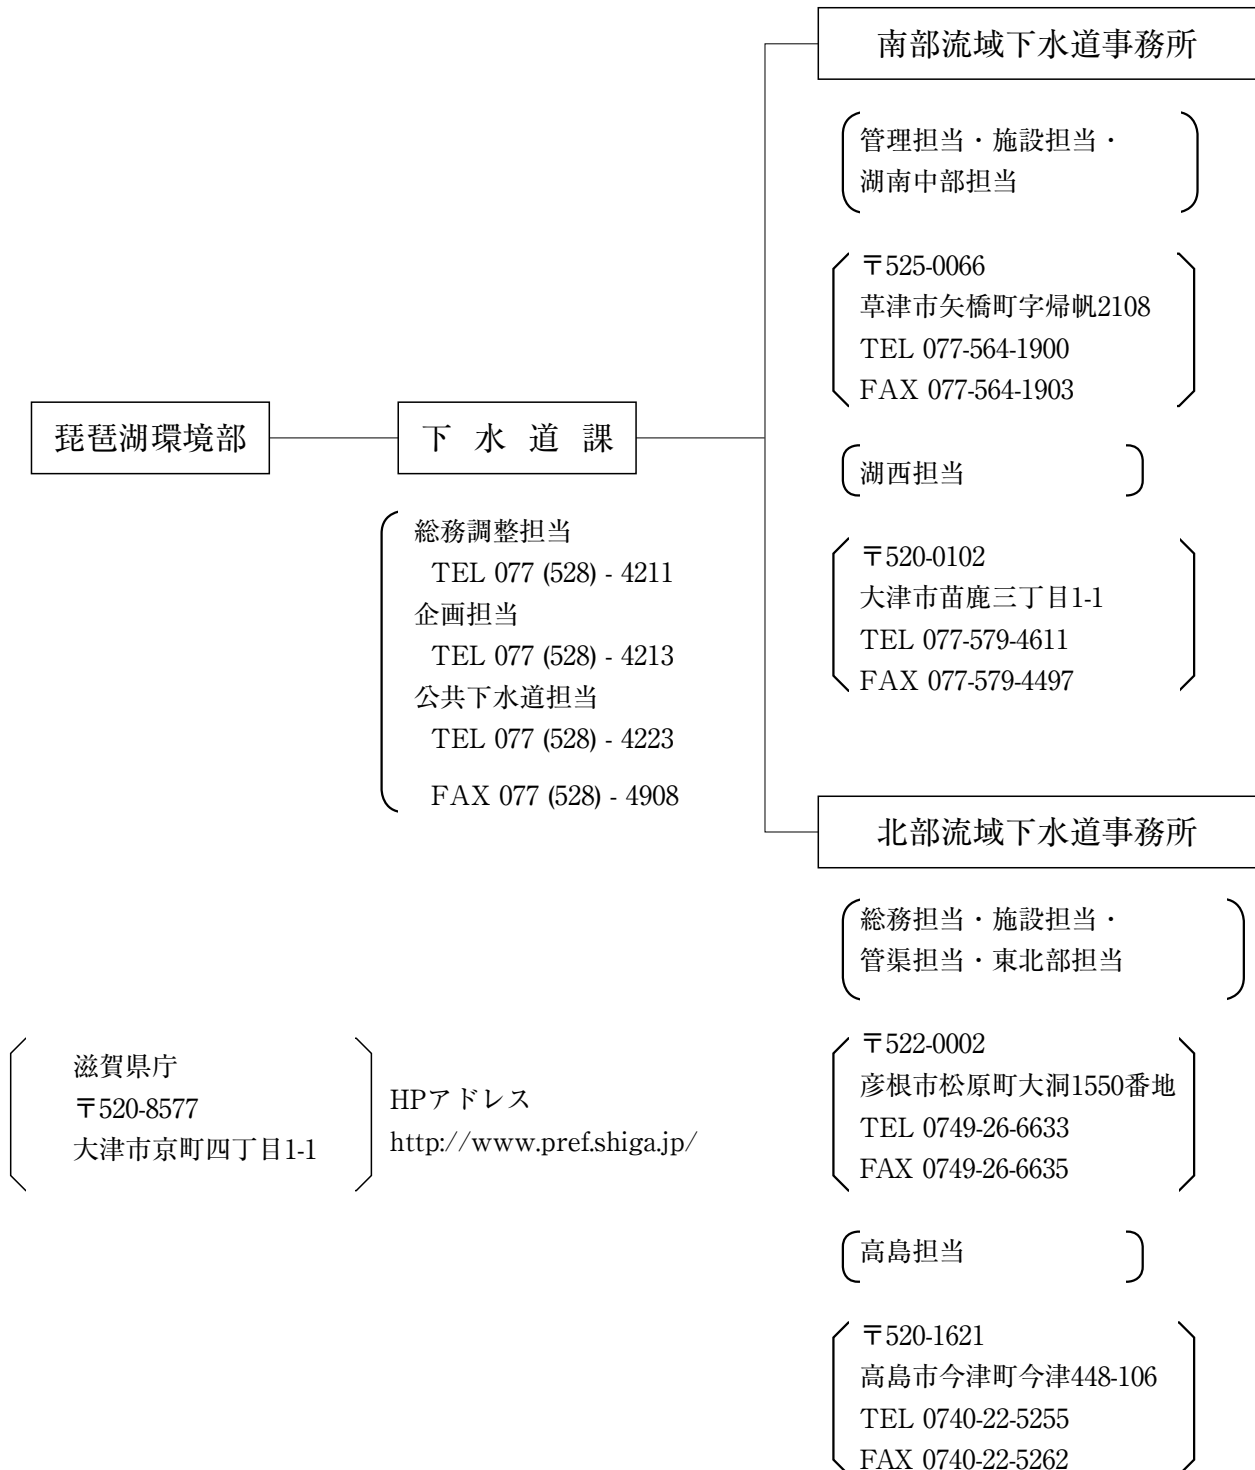 琵琶湖環境部
下水道課
総務調整担当
TEL 077 (528) - 4211
企画担当
TEL 077 (528) - 4213
公共下水道担当
TEL 077 (528) - 4223
FAX 077 (528) - 4908
南部流域下水道事務所
管理担当・施設担当・
湖南中部担当
〒525-0066
草津市矢橋町字帰帆2108
TEL 077-564-1900
FAX 077-564-1903
湖西担当
〒520-0102
大津市苗鹿三丁目1-1
TEL 077-579-4611
FAX 077-579-4497
北部流域下水道事務所
総務担当・施設担当・
管渠担当・東北部担当
〒522-0002
彦根市松原町大洞1550番地
TEL 0749-26-6633
FAX 0749-26-6635
高島担当
〒520-1621
高島市今津町今津448-106
TEL 0740-22-5255
FAX 0740-22-5262
滋賀県庁
〒520-8577
大津市京町四丁目1-1
HPアドレス
http://www.pref.shiga.jp/